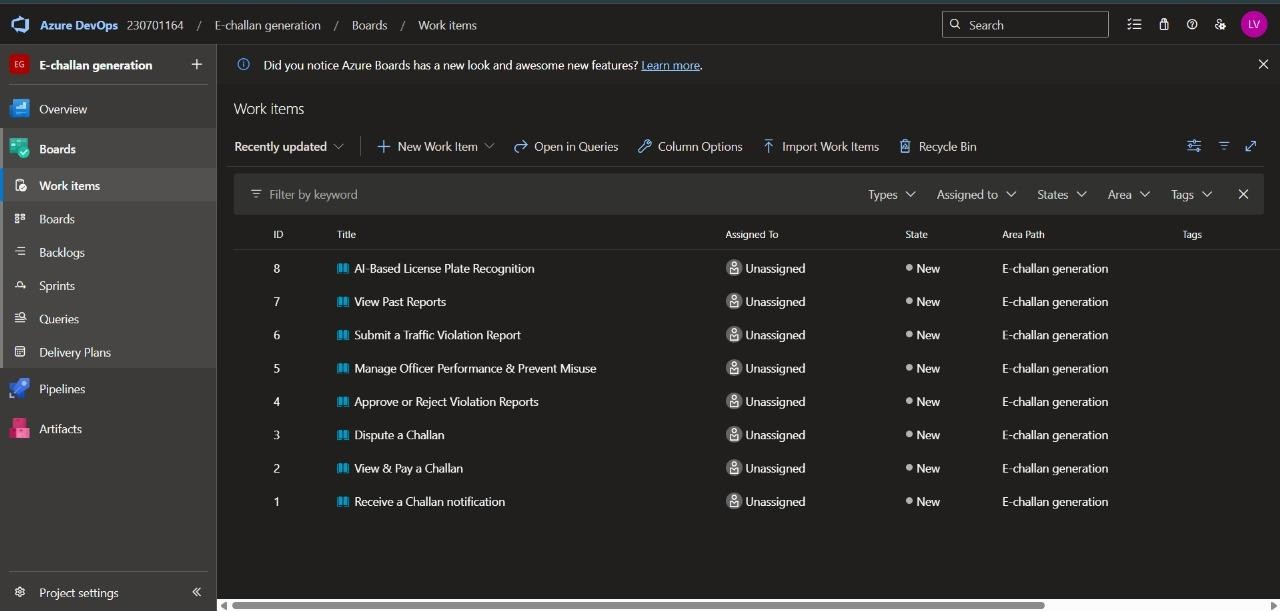 Azure DevOps 230701164 / E-challan generation / Boards / Work items Search LV
EG E-challan generation +
Did you notice Azure Boards has a new look and awesome new features? Learn more.
Overview
Boards
Work items
Boards
Backlogs
Sprints
Queries
Delivery Plans
Pipelines
Artifacts
Project settings
Work items
Recently updated New Work Item Open in Queries Column Options Import Work Items Recycle Bin
Filter by keyword Types Assigned to States Area Tags
ID Title Assigned To State Area Path Tags
8 AI-Based License Plate Recognition Unassigned New E-challan generation
7 View Past Reports Unassigned New E-challan generation
6 Submit a Traffic Violation Report Unassigned New E-challan generation
5 Manage Officer Performance & Prevent Misuse Unassigned New E-challan generation
4 Approve or Reject Violation Reports Unassigned New E-challan generation
3 Dispute a Challan Unassigned New E-challan generation
2 View & Pay a Challan Unassigned New E-challan generation
1 Receive a Challan notification Unassigned New E-challan generation